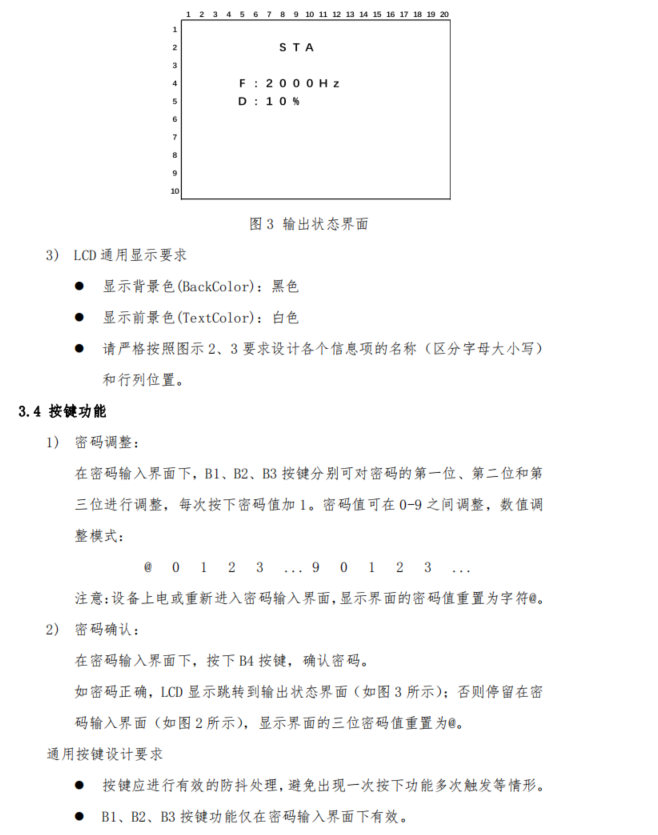 1 2 3 4 5 6 7 8 9 10 11 12 13 14 15 16 17 18 19 20
1
2 STA
3
4 F:2000Hz
5 D:10%
6
7
8
9
10
图3 输出状态界面
3) LCD通用显示要求
● 显示背景色(BackColor)：黑色
● 显示前景色(TextColor)：白色
● 请严格按照图示 2、3 要求设计各个信息项的名称（区分字母大小写）
和行列位置。
3.4 按键功能
1) 密码调整：
在密码输入界面下，B1、B2、B3 按键分别可对密码的第一位、第二位和第
三位进行调整，每次按下密码值加 1。密码值可在 0-9 之间调整，数值调
整模式：
@ 0 1 2 3 ...9 0 1 2 3 ...
注意:设备上电或重新进入密码输入界面,显示界面的密码值重置为字符@。
2) 密码确认：
在密码输入界面下，按下 B4 按键，确认密码。
如密码正确，LCD 显示跳转到输出状态界面（如图 3 所示）；否则停留在密
码输入界面（如图 2 所示），显示界面的三位密码值重置为@。
通用按键设计要求
● 按键应进行有效的防抖处理,避免出现一次按下功能多次触发等情形。
● B1、B2、B3 按键功能仅在密码输入界面下有效。